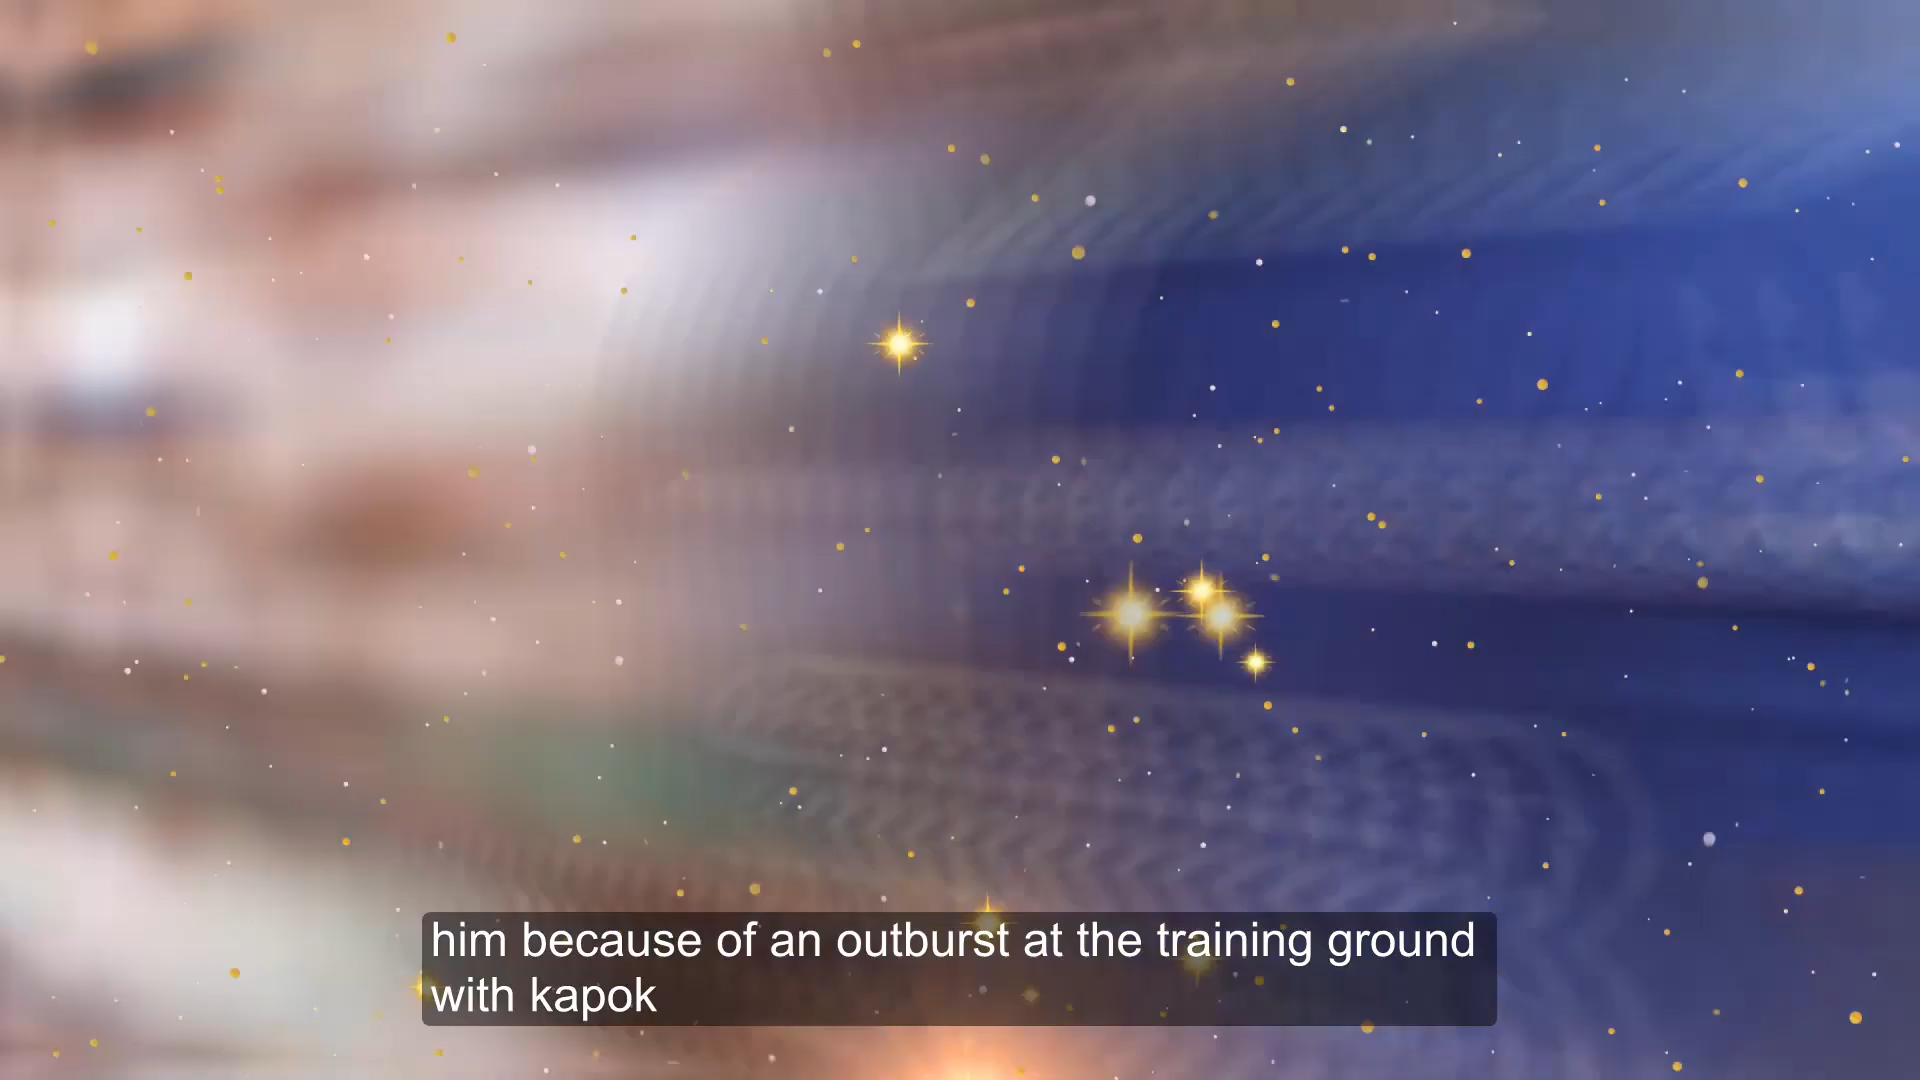 him because of an outburst at the training ground
with kapok